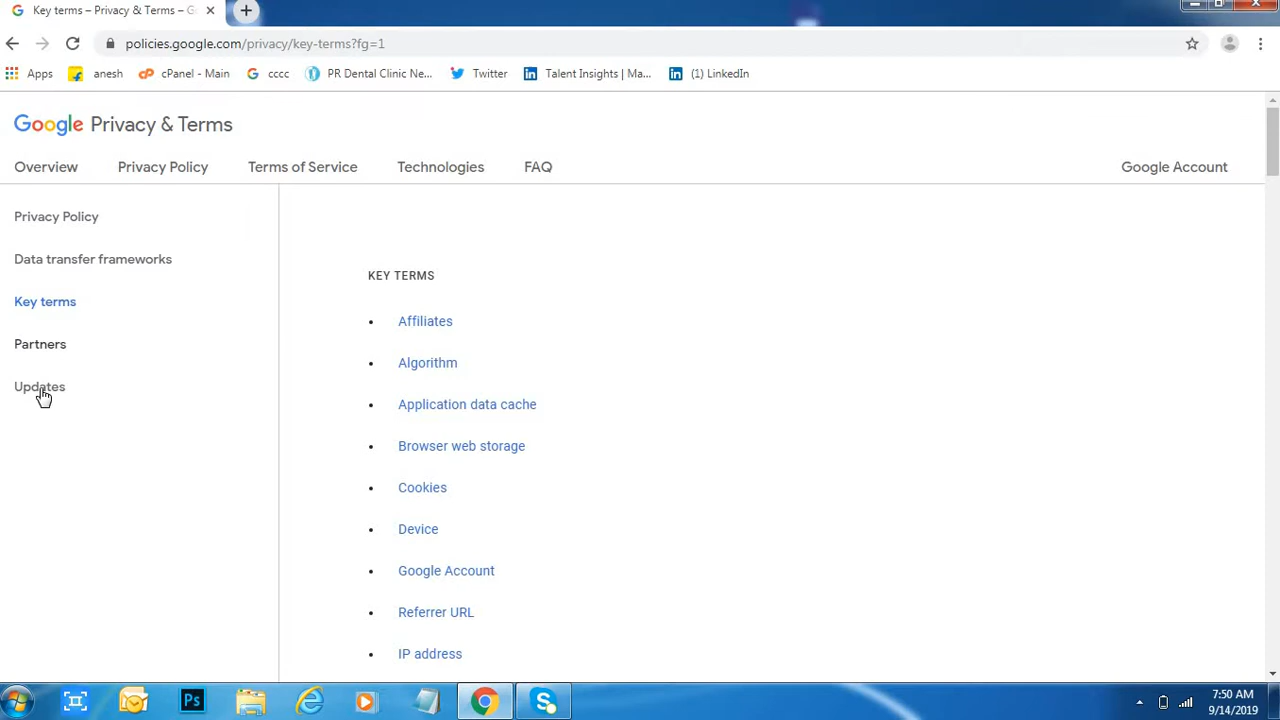 Key terms – Privacy & Terms – G
policies.google.com/privacy/key-terms?fg=1
Apps
anesh
cPanel - Main
cccc
PR Dental Clinic Ne...
Twitter
Talent Insights | Ma...
(1) LinkedIn
Google Privacy & Terms
Overview
Privacy Policy
Terms of Service
Technologies
FAQ
Google Account
Privacy Policy
Data transfer frameworks
Key terms
Partners
Updates
KEY TERMS
• Affiliates
• Algorithm
• Application data cache
• Browser web storage
• Cookies
• Device
• Google Account
• Referrer URL
• IP address
Ps
7:50 AM
9/14/2019